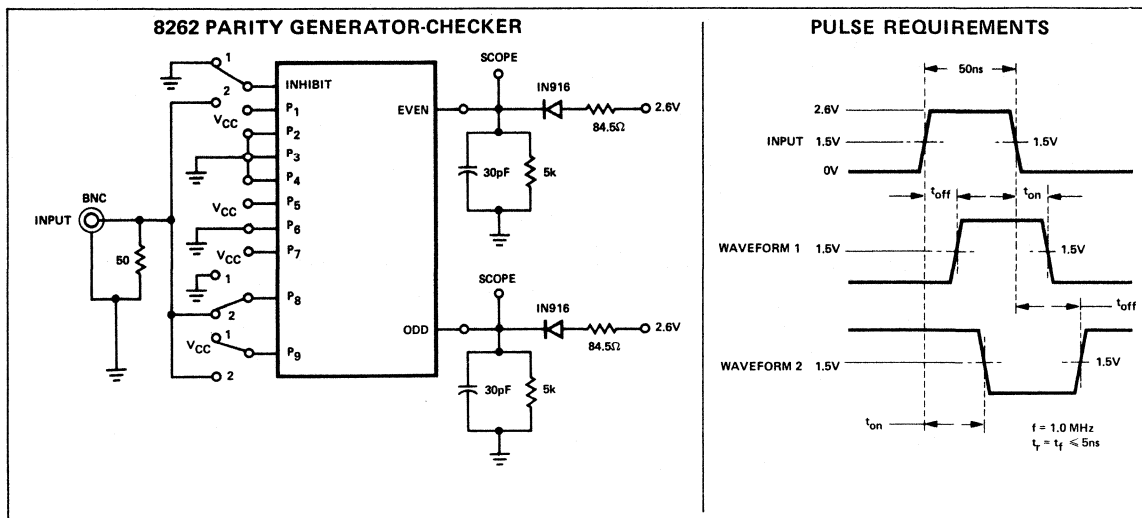 8262 PARITY GENERATOR-CHECKER
1
2
INHIBIT
P1
VCC
P2
P3
P4
VCC
P5
P6
VCC
P7
1
2
P8
1
VCC
P9
2
INPUT
BNC
50
EVEN
SCOPE
IN916
84.5Ω
2.6V
30pF
5k
ODD
SCOPE
IN916
84.5Ω
2.6V
30pF
5k
PULSE REQUIREMENTS
50ns
2.6V
INPUT 1.5V 1.5V
0V
toff ton
WAVEFORM 1 1.5V 1.5V
toff
WAVEFORM 2 1.5V 1.5V
ton
f = 1.0 MHz
tr = tf ⩽ 5ns